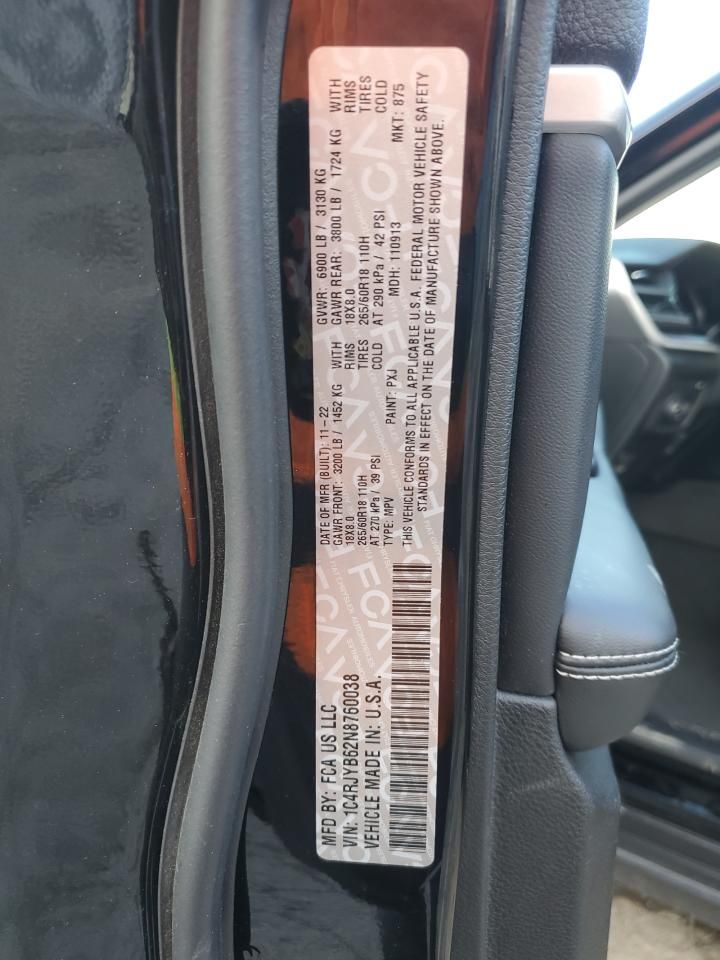 MFD BY: FCA US LLC
VIN: 1C4RJYB62N8760038
VEHICLE MADE IN: U.S.A.
DATE OF MFR (BUILT): 11-22 GVWR: 6900 LB / 3130 KG
GAWR FRONT: 3200 LB / 1452 KG WITH GAWR REAR: 3800 LB / 1724 KG WITH
18X8.0 RIMS 18X8.0 RIMS
265/60R18 110H TIRES 265/60R18 110H TIRES
AT 270 kPa / 39 PSI COLD AT 290 kPa / 42 PSI COLD
TYPE: MPV PAINT: PXJ MDH: 110913 MKT: 875
THIS VEHICLE CONFORMS TO ALL APPLICABLE U.S.A. FEDERAL MOTOR VEHICLE SAFETY
STANDARDS IN EFFECT ON THE DATE OF MANUFACTURE SHOWN ABOVE.